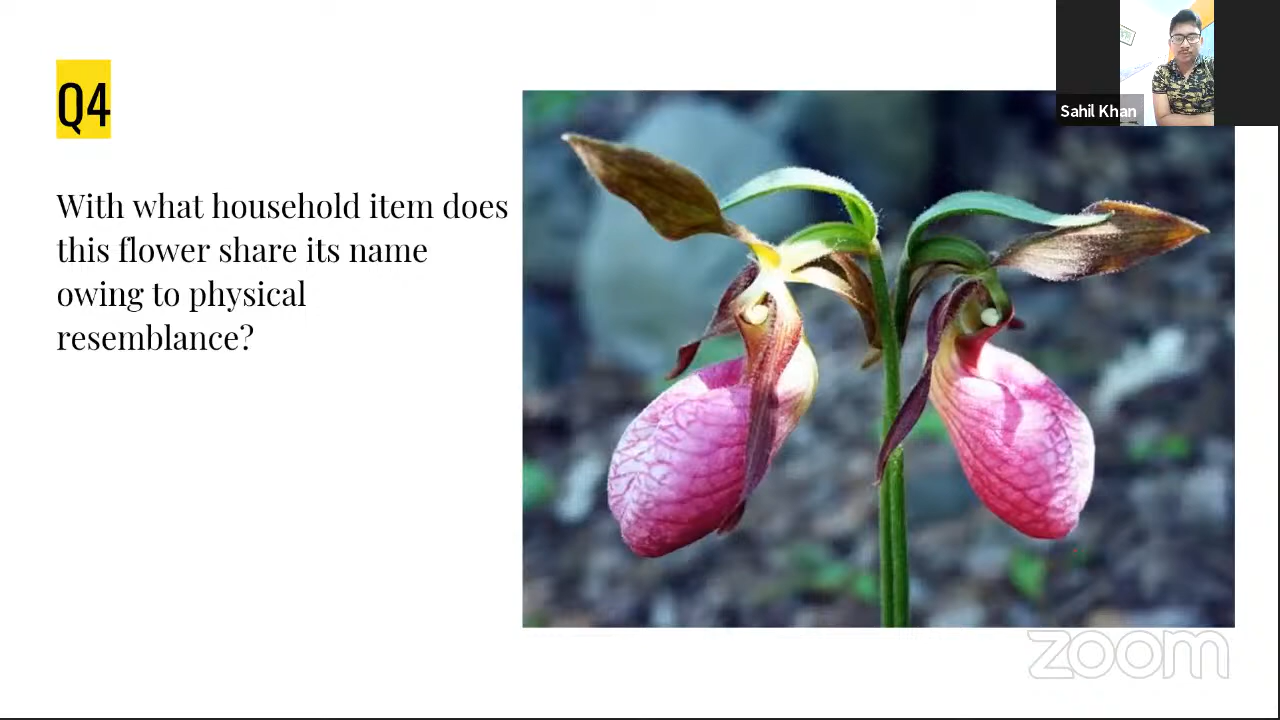 Sahil Khan
Q4
With what household item does
this flower share its name
owing to physical
resemblance?
zoom